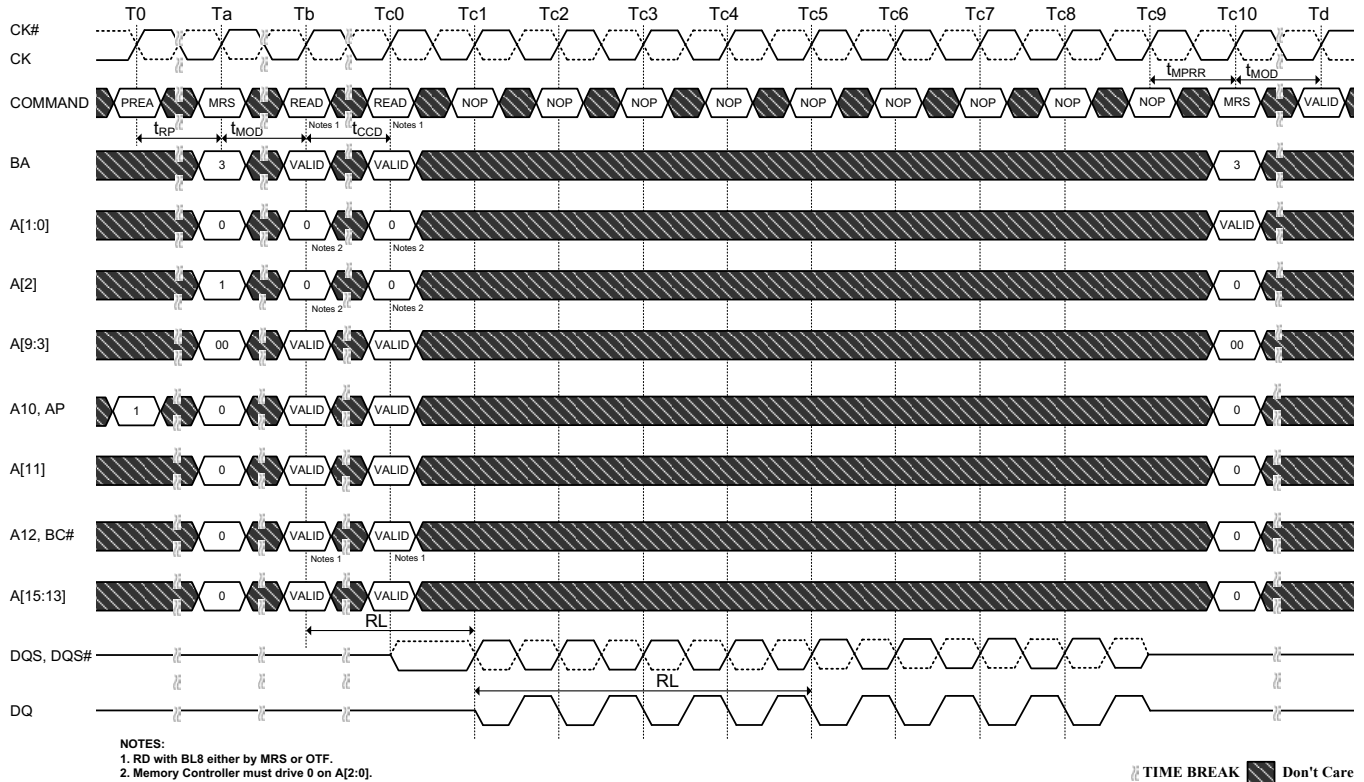 T0 Ta Tb Tc0 Tc1 Tc2 Tc3 Tc4 Tc5 Tc6 Tc7 Tc8 Tc9 Tc10 Td
CK#
CK
tMPRR tMOD
COMMAND PREA MRS READ READ NOP NOP NOP NOP NOP NOP NOP NOP NOP MRS VALID
Notes 1 Notes 1
tRP tMOD tCCD
BA 3 VALID VALID 3
A[1:0] 0 0 0 VALID
Notes 2 Notes 2
A[2] 1 0 0 0
Notes 2 Notes 2
A[9:3] 00 VALID VALID 00
A10, AP 1 0 VALID VALID 0
A[11] 0 VALID VALID 0
A12, BC# 0 VALID VALID 0
Notes 1 Notes 1
A[15:13] 0 VALID VALID 0
RL
DQS, DQS#
RL
DQ
NOTES:
1. RD with BL8 either by MRS or OTF.
2. Memory Controller must drive 0 on A[2:0].
TIME BREAK Don't Care